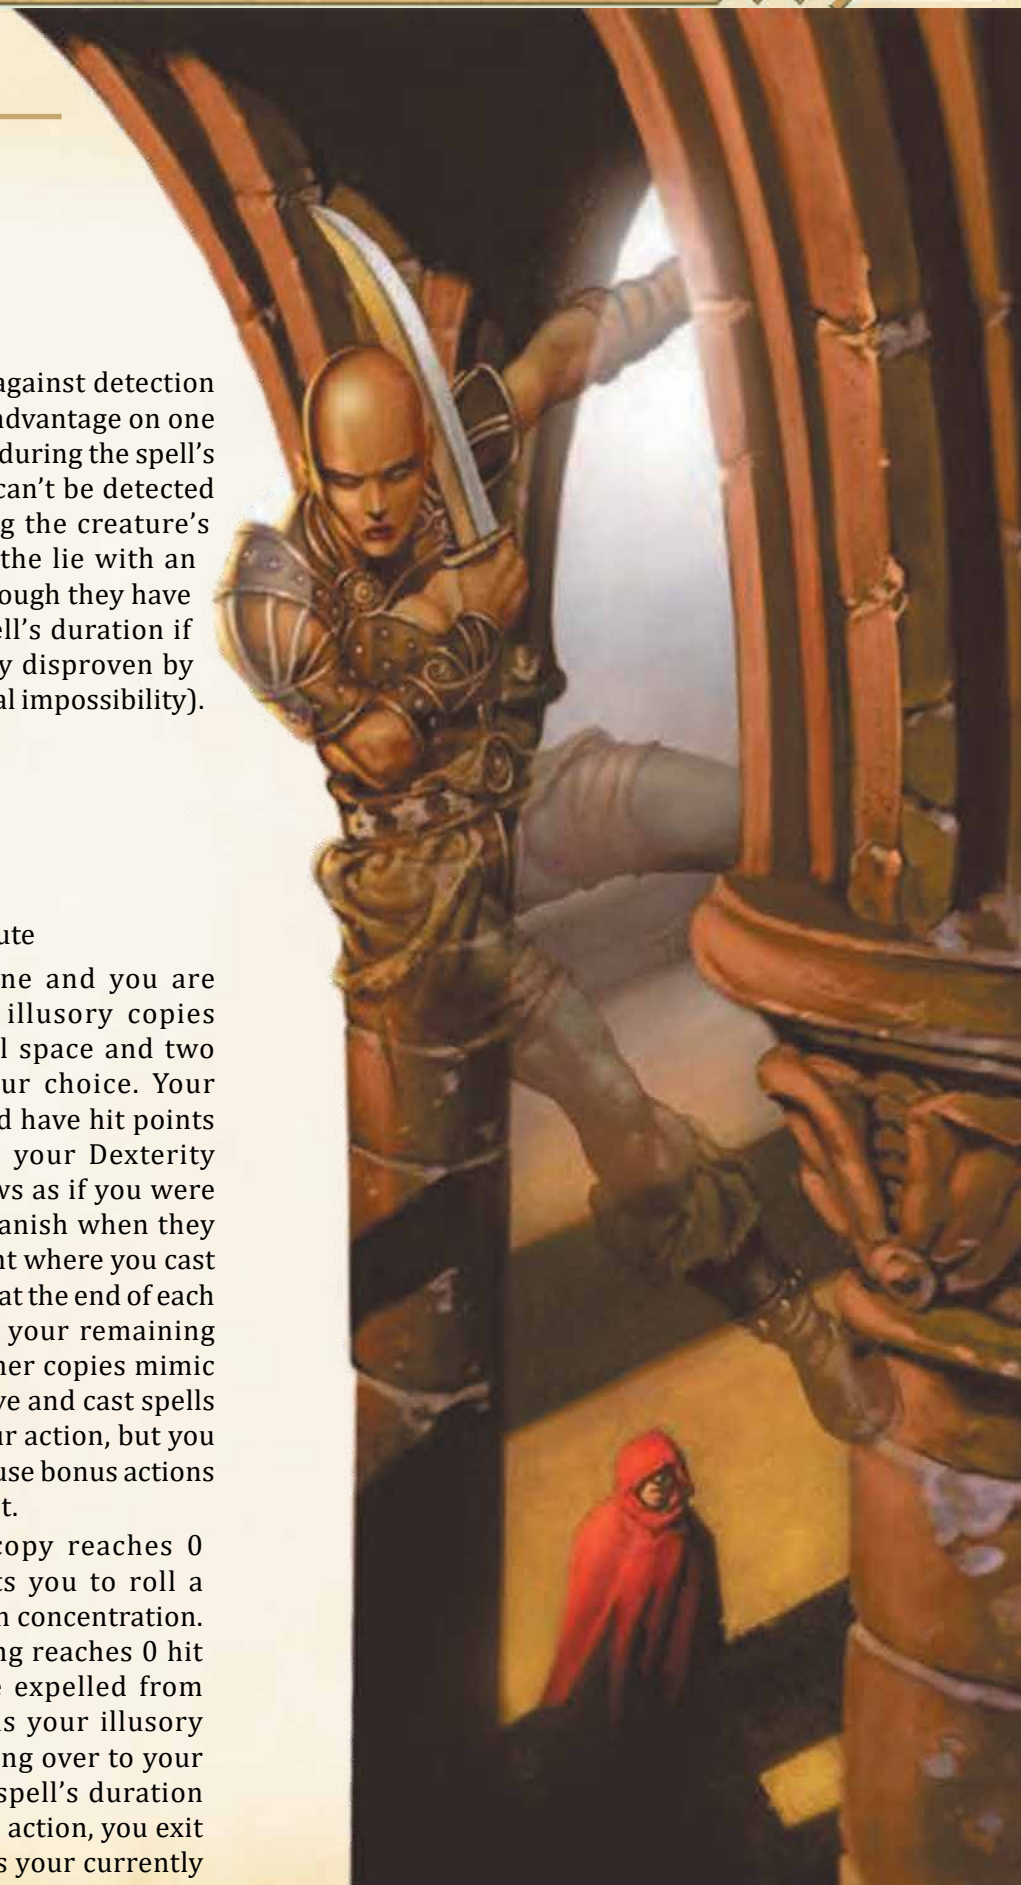 against detection
advantage on one
during the spell's
can't be detected
g the creature's
the lie with an
ough they have
ell's duration if
y disproven by
al impossibility).
ute
ne and you are
illusory copies
l space and two
ur choice. Your
d have hit points
your Dexterity
ws as if you were
anish when they
nt where you cast
at the end of each
your remaining
her copies mimic
ve and cast spells
ur action, but you
use bonus actions
t.
copy reaches 0
ts you to roll a
n concentration.
ng reaches 0 hit
e expelled from
is your illusory
ng over to your
spell's duration
action, you exit
s your currently